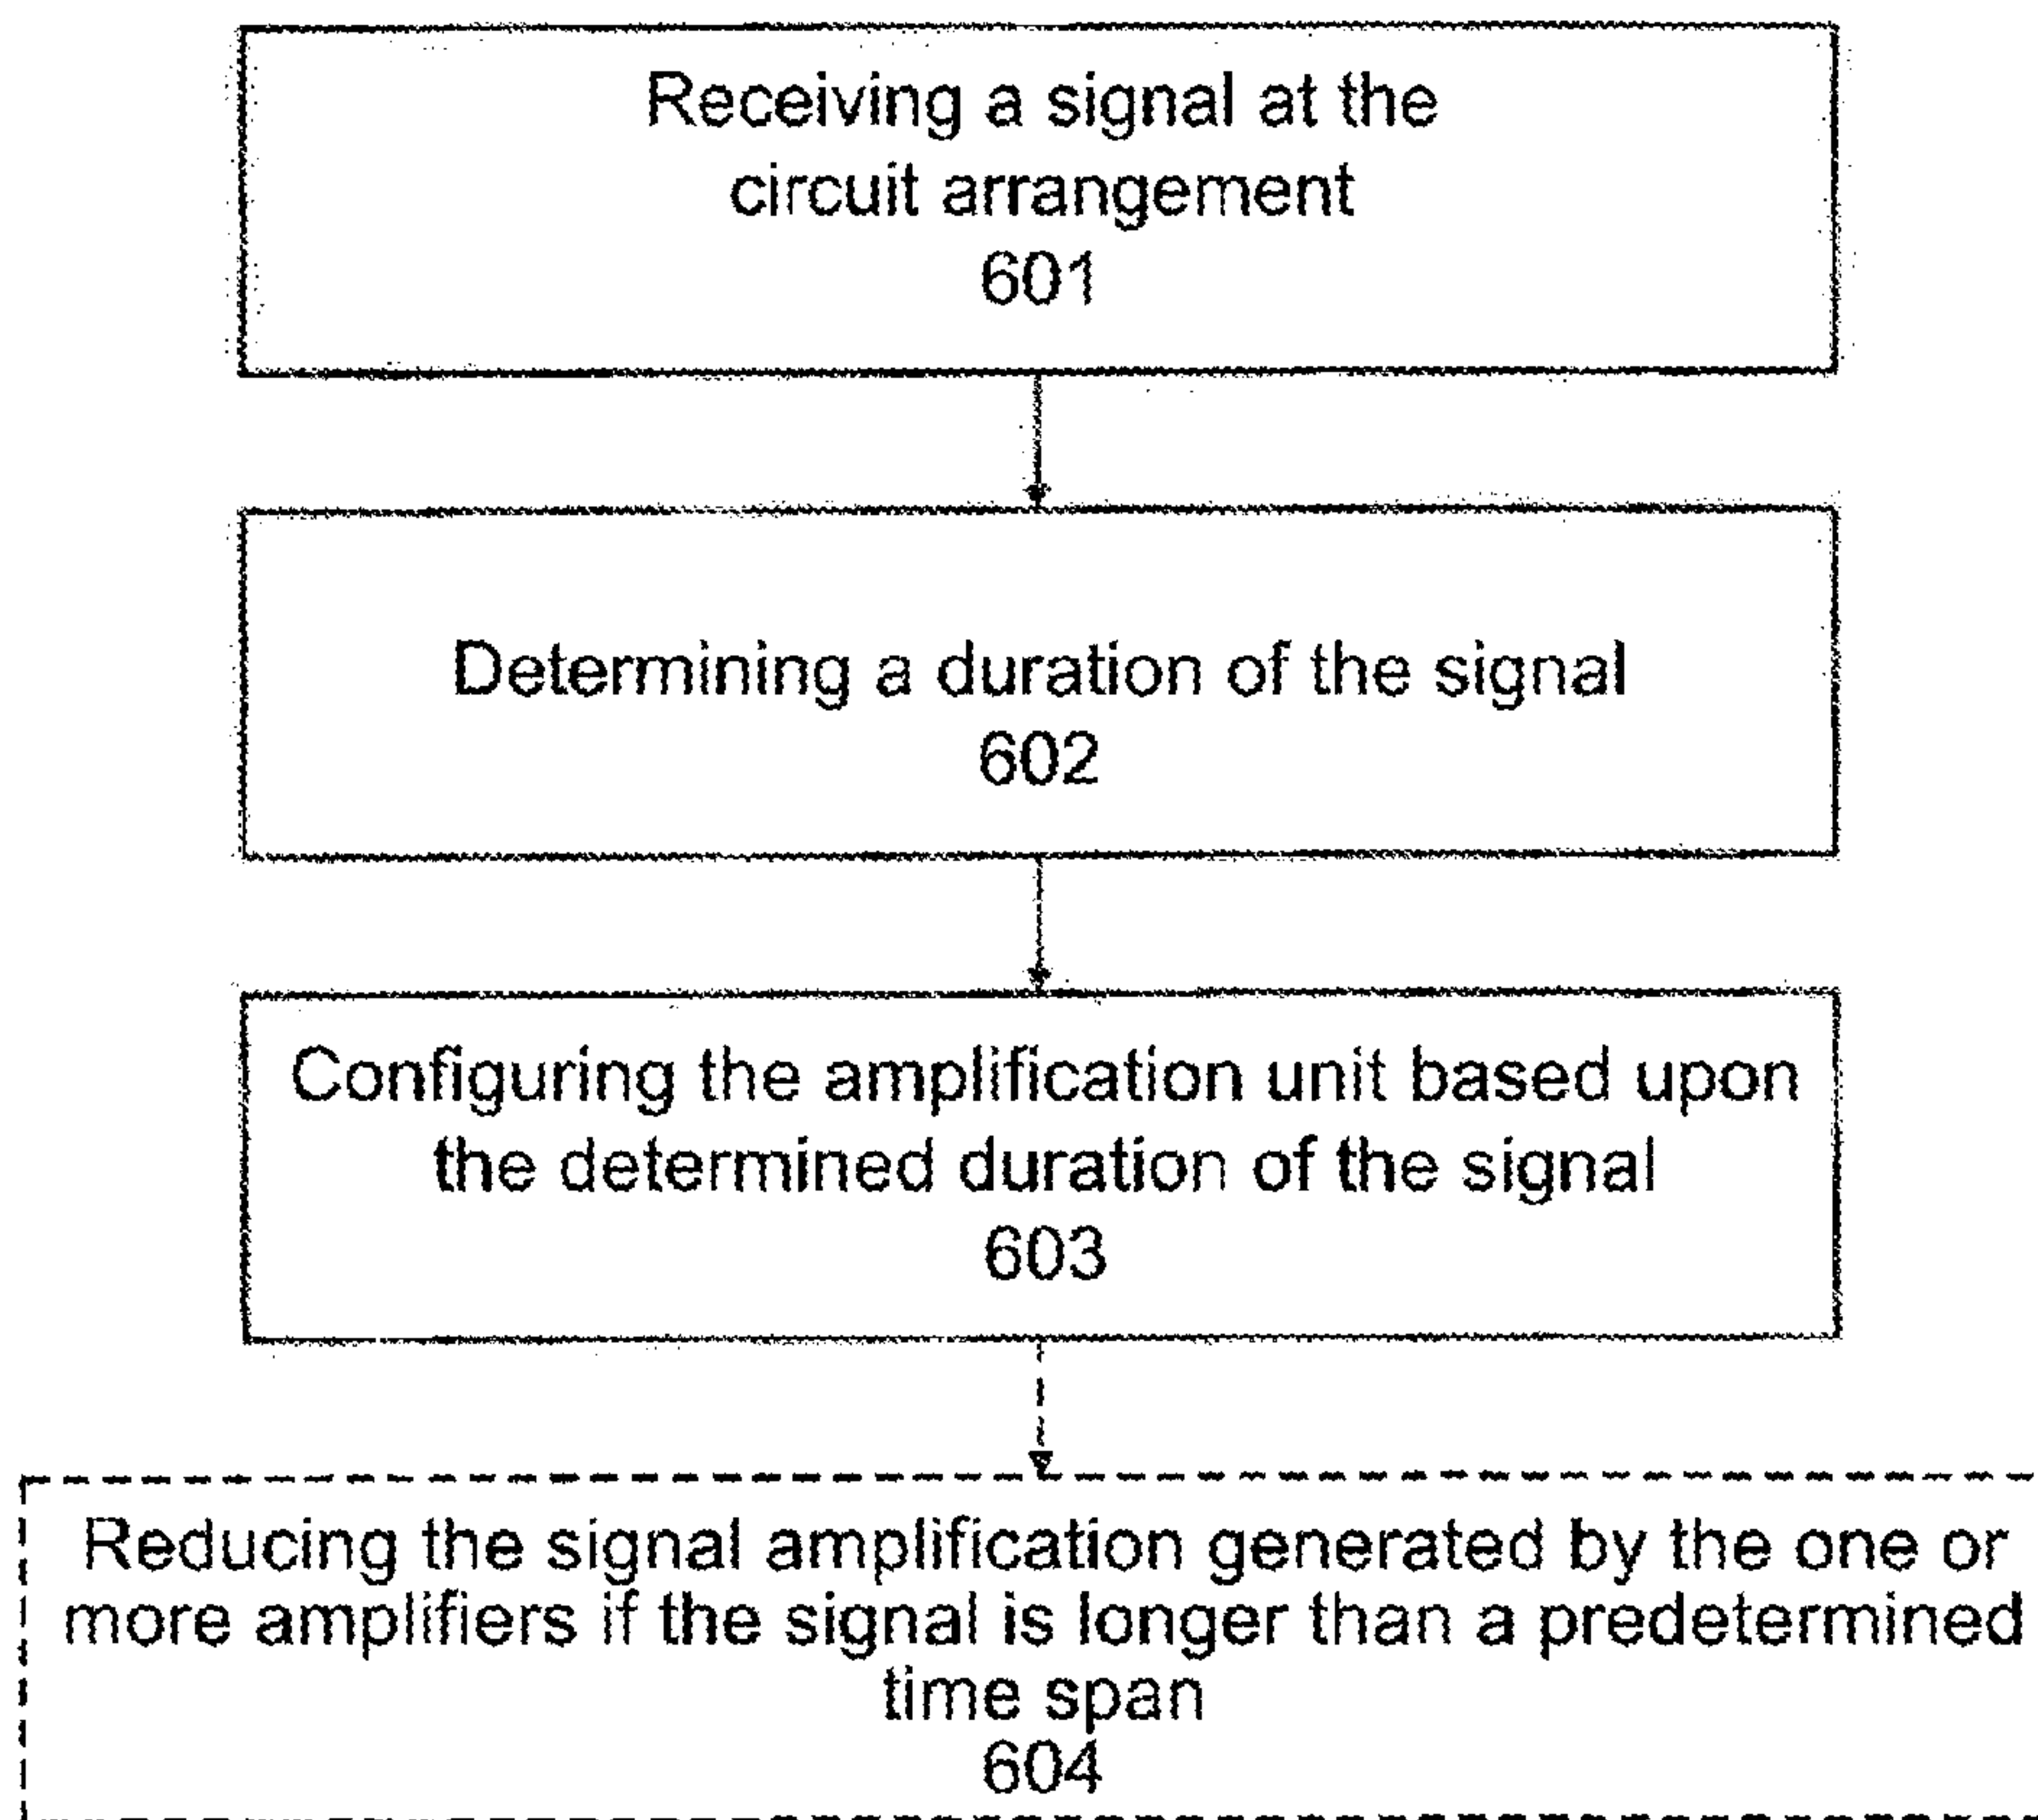 Receiving a signal at the
circuit arrangement
601
Determining a duration of the signal
602
Configuring the amplification unit based upon
the determined duration of the signal
603
Reducing the signal amplification generated by the one or
more amplifiers if the signal is longer than a predetermined
time span
604